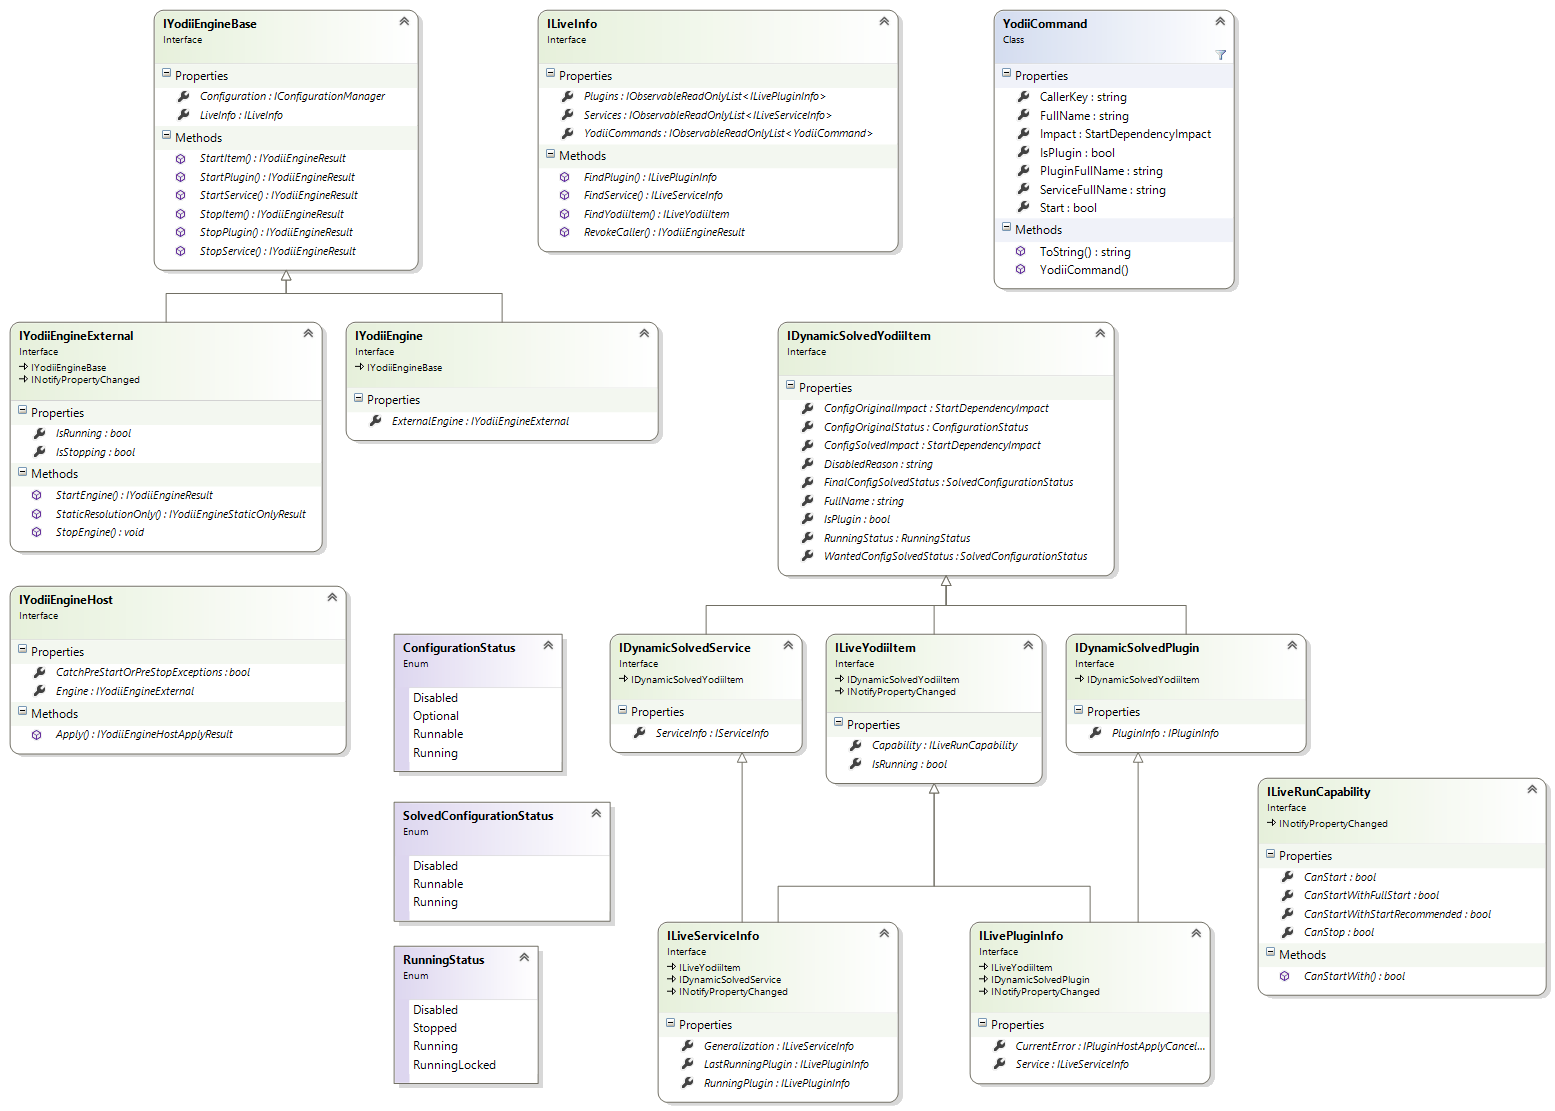 IYodiiEngineBase
Interface
Properties
Configuration : IConfigurationManager
LiveInfo : ILiveInfo
Methods
StartItem() : IYodiiEngineResult
StartPlugin() : IYodiiEngineResult
StartService() : IYodiiEngineResult
StopItem() : IYodiiEngineResult
StopPlugin() : IYodiiEngineResult
StopService() : IYodiiEngineResult
ILiveInfo
Interface
Properties
Plugins : IObservableReadOnlyList<ILivePluginInfo>
Services : IObservableReadOnlyList<ILiveServiceInfo>
YodiiCommands : IObservableReadOnlyList<YodiiCommand>
Methods
FindPlugin() : ILivePluginInfo
FindService() : ILiveServiceInfo
FindYodiiItem() : ILiveYodiiItem
RevokeCaller() : IYodiiEngineResult
YodiiCommand
Class
Properties
CallerKey : string
FullName : string
Impact : StartDependencyImpact
IsPlugin : bool
PluginFullName : string
ServiceFullName : string
Start : bool
Methods
ToString() : string
YodiiCommand()
IYodiiEngineExternal
Interface
IYodiiEngineBase
INotifyPropertyChanged
Properties
IsRunning : bool
IsStopping : bool
Methods
StartEngine() : IYodiiEngineResult
StaticResolutionOnly() : IYodiiEngineStaticOnlyResult
StopEngine() : void
IYodiiEngine
Interface
IYodiiEngineBase
Properties
ExternalEngine : IYodiiEngineExternal
IDynamicSolvedYodiiItem
Interface
Properties
ConfigOriginalImpact : StartDependencyImpact
ConfigOriginalStatus : ConfigurationStatus
ConfigSolvedImpact : StartDependencyImpact
DisabledReason : string
FinalConfigSolvedStatus : SolvedConfigurationStatus
FullName : string
IsPlugin : bool
RunningStatus : RunningStatus
WantedConfigSolvedStatus : SolvedConfigurationStatus
IYodiiEngineHost
Interface
Properties
CatchPreStartOrPreStopExceptions : bool
Engine : IYodiiEngineExternal
Methods
Apply() : IYodiiEngineHostApplyResult
ConfigurationStatus
Enum
Disabled
Optional
Runnable
Running
IDynamicSolvedService
Interface
IDynamicSolvedYodiiItem
Properties
ServiceInfo : IServiceInfo
ILiveYodiiItem
Interface
IDynamicSolvedYodiiItem
INotifyPropertyChanged
Properties
Capability : ILiveRunCapability
IsRunning : bool
IDynamicSolvedPlugin
Interface
IDynamicSolvedYodiiItem
Properties
PluginInfo : IPluginInfo
SolvedConfigurationStatus
Enum
Disabled
Runnable
Running
ILiveRunCapability
Interface
INotifyPropertyChanged
Properties
CanStart : bool
CanStartWithFullStart : bool
CanStartWithStartRecommended : bool
CanStop : bool
Methods
CanStartWith() : bool
RunningStatus
Enum
Disabled
Stopped
Running
RunningLocked
ILiveServiceInfo
Interface
ILiveYodiiItem
IDynamicSolvedService
INotifyPropertyChanged
Properties
Generalization : ILiveServiceInfo
LastRunningPlugin : ILivePluginInfo
RunningPlugin : ILivePluginInfo
ILivePluginInfo
Interface
ILiveYodiiItem
IDynamicSolvedPlugin
INotifyPropertyChanged
Properties
CurrentError : IPluginHostApplyCancel...
Service : ILiveServiceInfo